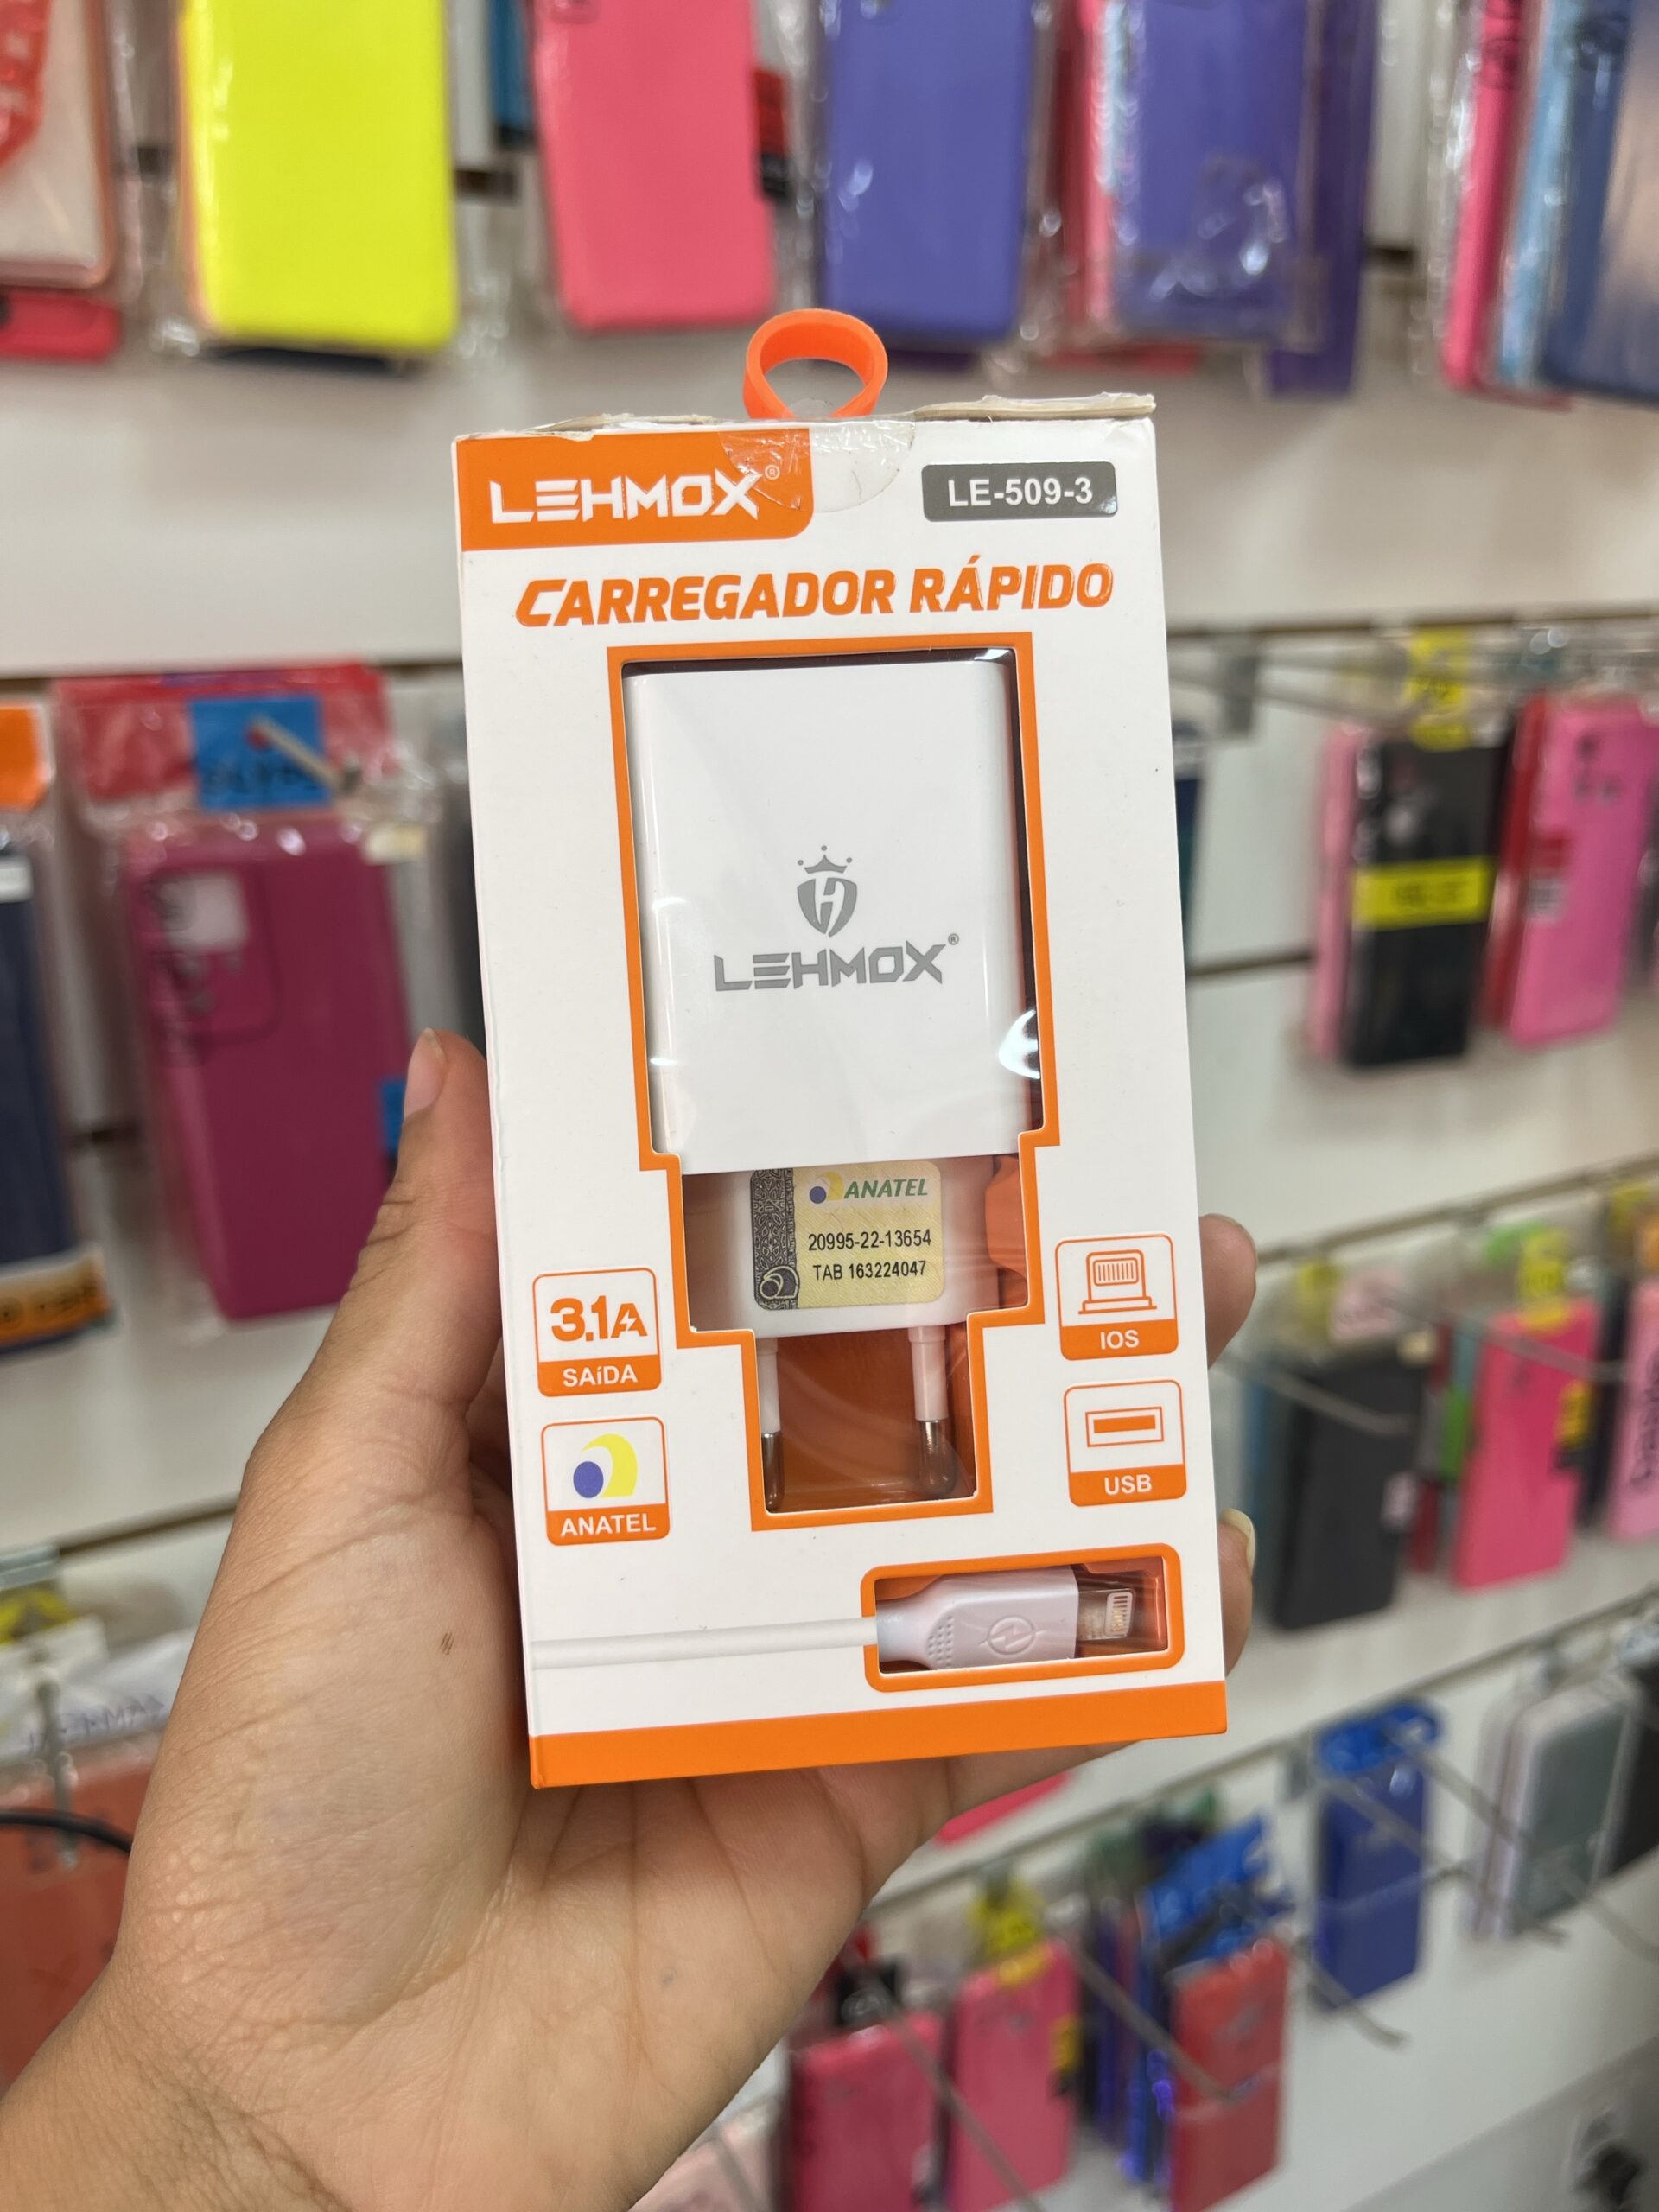 LEHMOX®
LE-509-3
CARREGADOR RÁPIDO
LEHMOX®
ANATEL
20995-22-13654
TAB 163224047
3.1A
SAíDA
IOS
ANATEL
USB